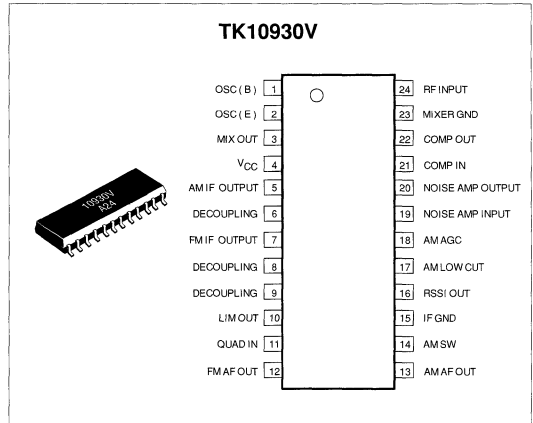 TK10930V
OSC ( B ) 1
OSC ( E ) 2
MIX OUT 3
VCC 4
AM IF OUTPUT 5
DECOUPLING 6
FM IF OUTPUT 7
DECOUPLING 8
DECOUPLING 9
LIM OUT 10
QUAD IN 11
FM AF OUT 12
24 RF INPUT
23 MIXER GND
22 COMP OUT
21 COMP IN
20 NOISE AMP OUTPUT
19 NOISE AMP INPUT
18 AM AGC
17 AM LOW CUT
16 RSSI OUT
15 IF GND
14 AM SW
13 AM AF OUT
10930V
A24